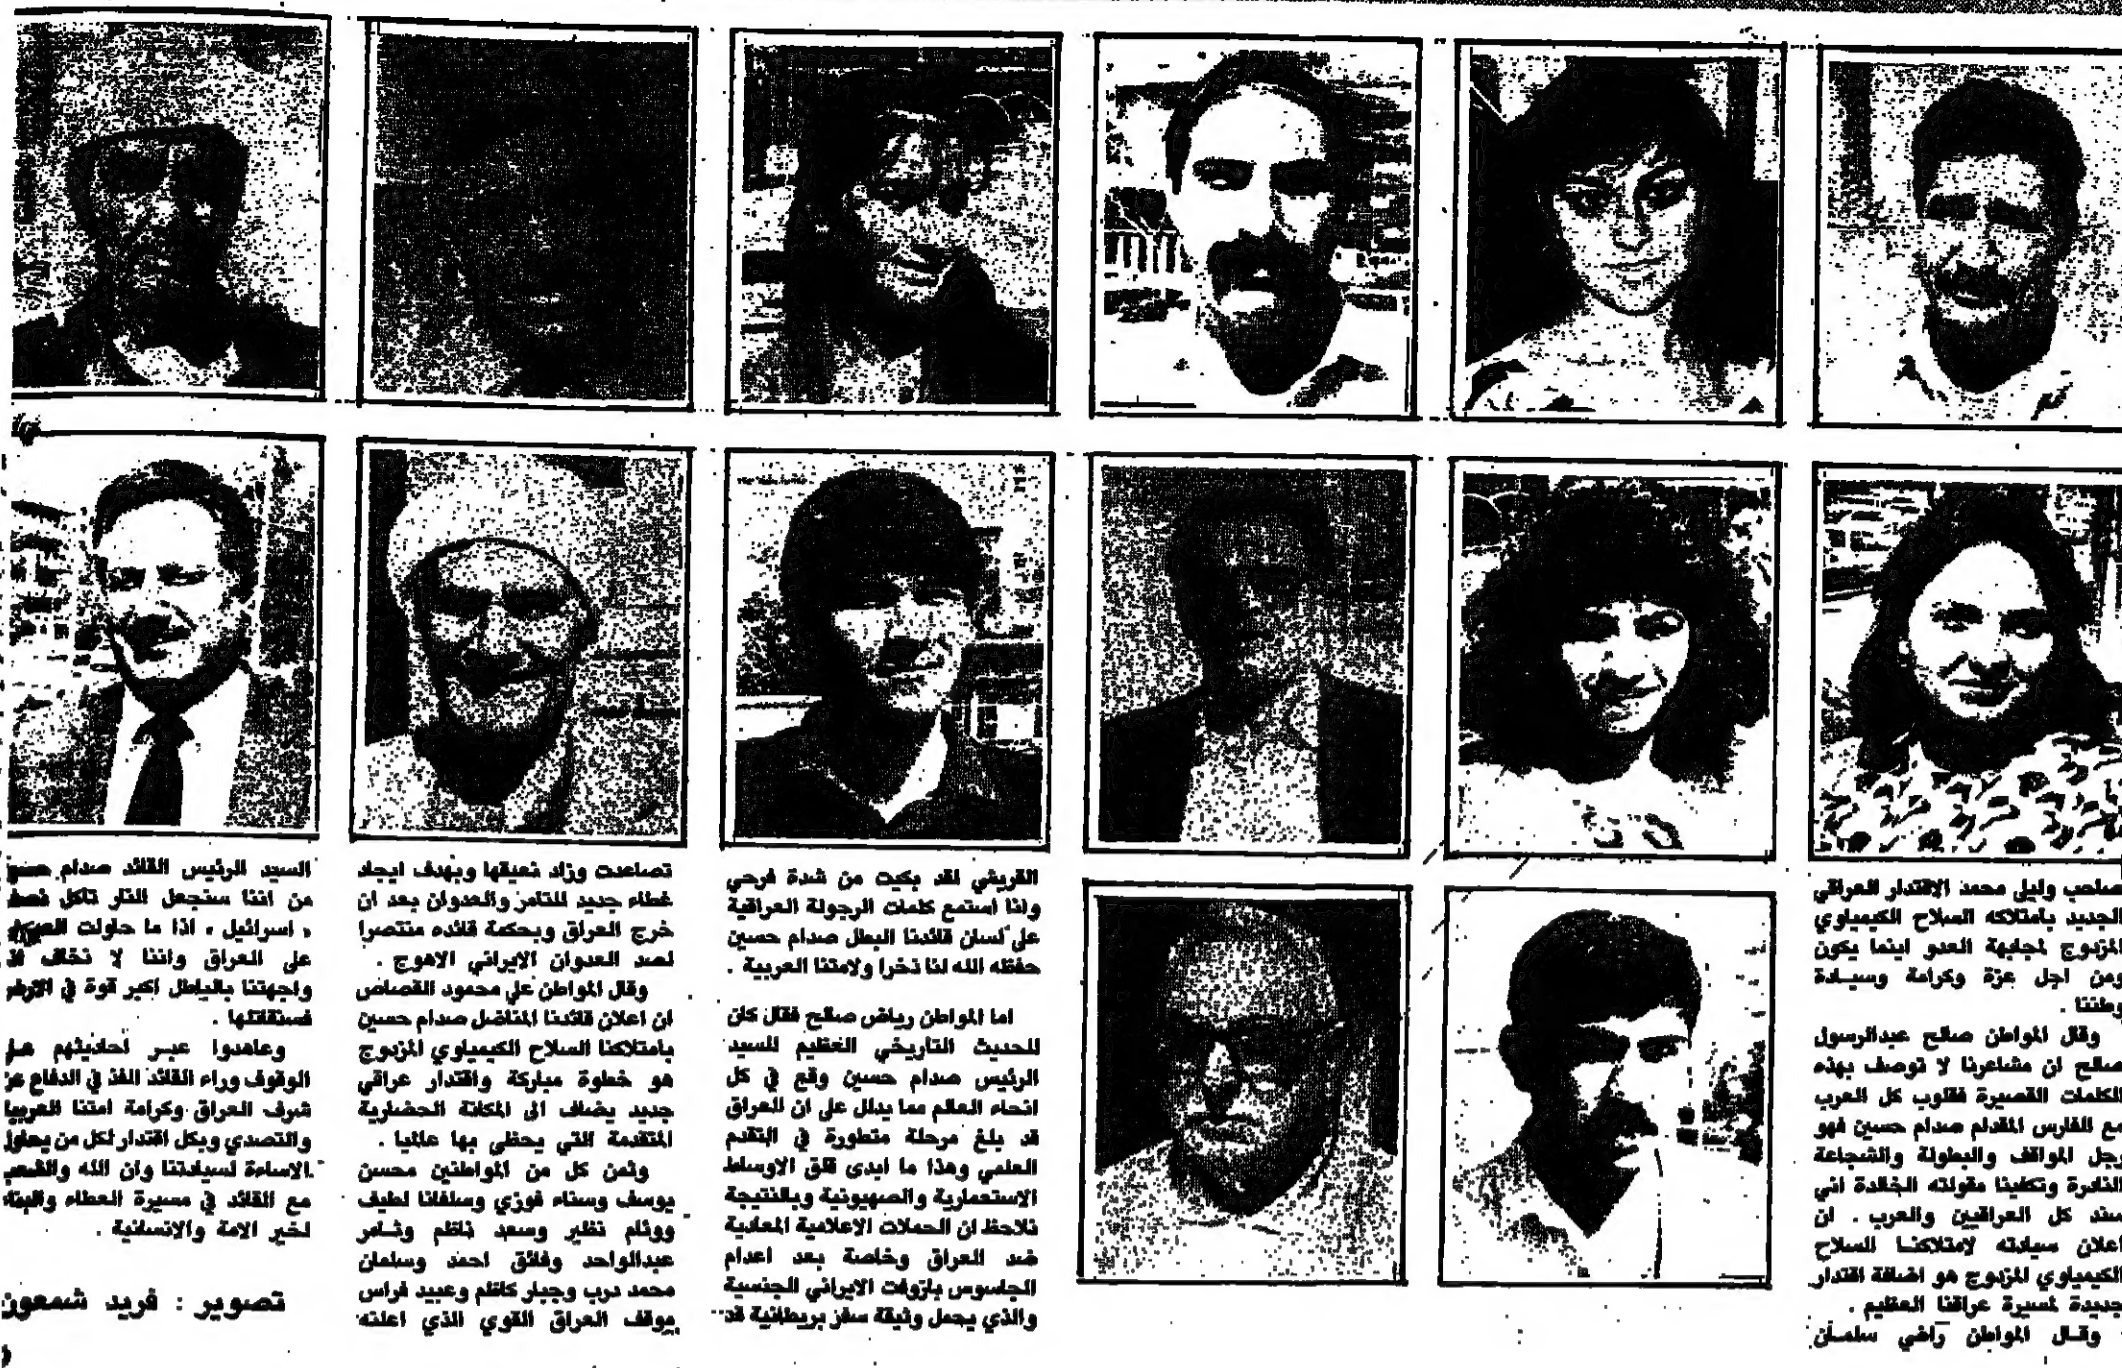 صاحب وليل محمد الاقتدار العراقي
الجديد بامتلاكه السلاح الكيمياوي
المزدوج لمجابهة العدو اينما يكون
ومن اجل عزة وكرامة وسيادة
وطننا .
وقال المواطن صالح عبدالرسول
صالح ان مشاعرنا لا توصف بهذه
الكلمات القصيرة فقلوب كل العرب
مع الفارس المقدام صدام حسين فهو
رجل المواقف والبطولة والشجاعة
النادرة وتكفينا مقولته الخالدة اني
سند كل العراقيين والعرب . ان
اعلان سيادته لامتلاكنا السلاح
الكيمياوي المزدوج هو اضافة اقتدار
جديدة لمسيرة عراقنا العظيم .
وقال المواطن راضي سلمان
القريشي لقد بكيت من شدة فرحي
وانا استمع كلمات الرجولة العراقية
على لسان قائدنا البطل صدام حسين
حفظه الله لنا ذخرا ولامتنا العربية .
اما المواطن رياض صالح فقال كان
للحديث التاريخي العظيم للسيد
الرئيس صدام حسين وقع في كل
انحاء العالم مما يدلل على ان العراق
قد بلغ مرحلة متطورة في التقدم
العلمي وهذا ما ابدى قلق الاوساط
الاستعمارية والصهيونية وبالنتيجة
نلاحظ ان الحملات الاعلامية المعادية
ضد العراق وخاصة بعد اعدام
الجاسوس بازوفت الايراني الجنسية
والذي يحمل وثيقة سفر بريطانية قد
تصاعدت وزاد نعيقها وبهدف ايجاد
غطاء جديد للتامر والعدوان بعد ان
خرج العراق وبحكمة قائده منتصرا
لصد العدوان الايراني الاهوج .
وقال المواطن علي محمود القصاص
ان اعلان قائدنا المناضل صدام حسين
بامتلاكنا السلاح الكيمياوي المزدوج
هو خطوة مباركة واقتدار عراقي
جديد يضاف الى المكانة الحضارية
المتقدمة التي يحظى بها عالميا .
وثمن كل من المواطنين محسن
يوسف وسناء فوزي وسلفانا لطيف
ووئام نظير وسعد ناظم وثامر
عبدالواحد وفائق احمد وسلمان
محمد درب وجبار كاظم وعبيد فراس
موقف العراق القوي الذي اعلنه
السيد الرئيس القائد صدام حسين
من اننا سنجعل النار تاكل نصف
« اسرائيل » اذا ما حاولت
على العراق واننا لا نخاف
واجهتنا بالباطل اكبر قوة في الارض
فسنقاتلها .
وعاهدوا عبر احاديثهم على
الوقوف وراء القائد الفذ في الدفاع عن
شرف العراق وكرامة امتنا العربية
والتصدي وبكل اقتدار لكل من يحاول
الاساءة لسيادتنا وان الله والشعب
مع القائد في مسيرة العطاء والبناء
لخير الامة والانسانية .
تصوير : فريد شمعون